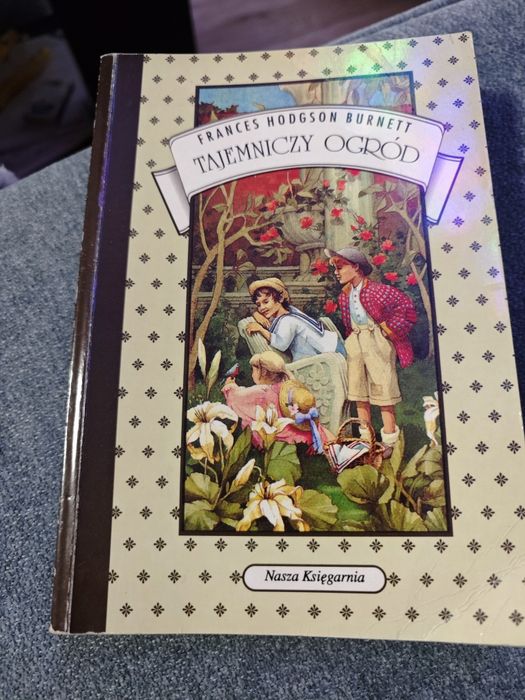 FRANCES HODGSON BURNETT
TAJEMNICZY OGRÓD
Nasza Księgarnia